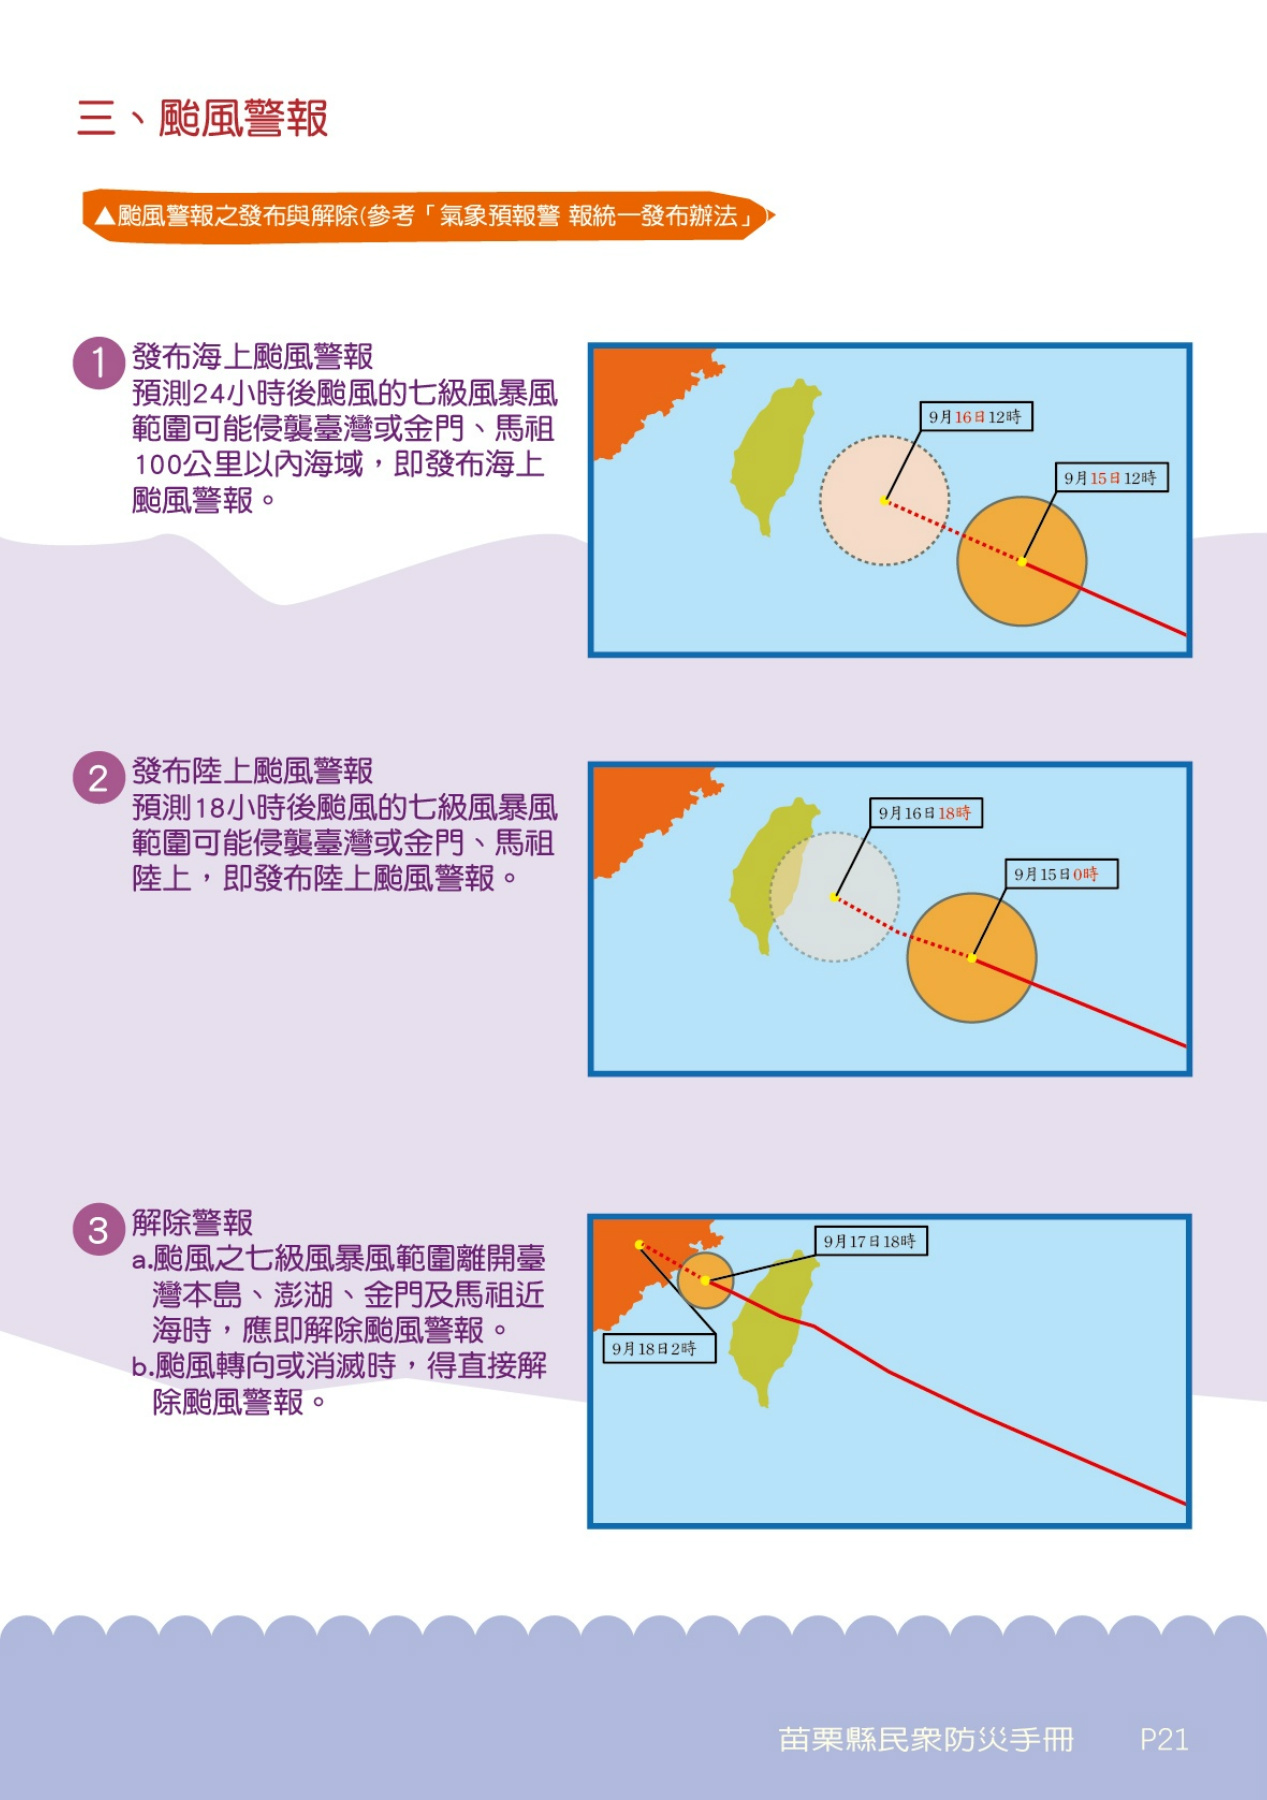 三、颱風警報
▲颱風警報之發布與解除(參考「氣象預報警 報統一發布辦法」)
1 發布海上颱風警報
預測24小時後颱風的七級風暴風
範圍可能侵襲臺灣或金門、馬祖
100公里以內海域，即發布海上
颱風警報。
9月16日12時
9月15日12時
2 發布陸上颱風警報
預測18小時後颱風的七級風暴風
範圍可能侵襲臺灣或金門、馬祖
陸上，即發布陸上颱風警報。
9月16日18時
9月15日0時
3 解除警報
a.颱風之七級風暴風範圍離開臺
灣本島、澎湖、金門及馬祖近
海時，應即解除颱風警報。
b.颱風轉向或消滅時，得直接解
除颱風警報。
9月17日18時
9月18日2時
苗栗縣民眾防災手冊 P21